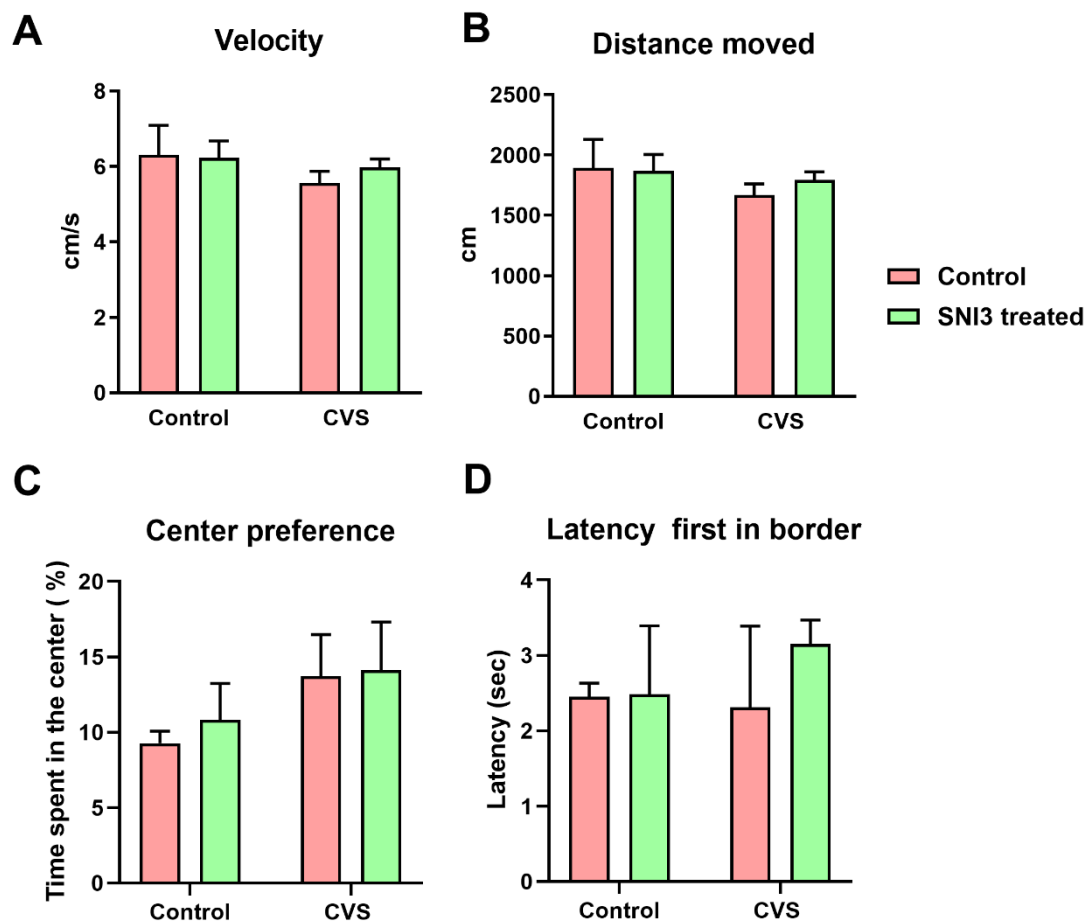 A
Velocity
cm/s
8
6
4
2
0
Control
CVS
B
Distance moved
cm
2500
2000
1500
1000
500
0
Control
CVS
Control
SNI3 treated
C
Center preference
Time spent in the center ( %)
20
15
10
5
0
Control
CVS
D
Latency first in border
Latency (sec)
4
3
2
1
0
Control
CVS